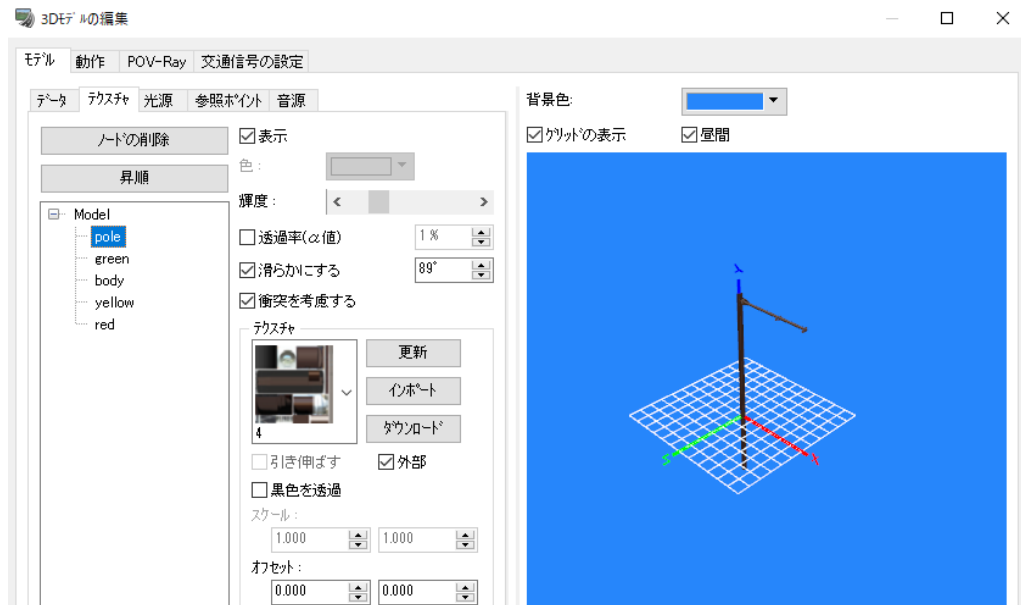 3Dﾓﾃﾞﾙの編集
ﾓﾃﾞﾙ 動作 POV-Ray 交通信号の設定
ﾃﾞｰﾀ ﾃｸｽﾁｬ 光源 参照ﾎﾟｲﾝﾄ 音源
背景色:
ﾉｰﾄﾞの削除
表示
ｸﾞﾘｯﾄﾞの表示
昼間
昇順
色 :
輝度 :
Model
pole
green
body
yellow
red
透過率(α値) 1 %
滑らかにする 89°
衝突を考慮する
ﾃｸｽﾁｬ
4
更新
ｲﾝﾎﾟｰﾄ
ﾀﾞｳﾝﾛｰﾄﾞ
引き伸ばす
外部
黒色を透過
ｽｹｰﾙ :
1.000 1.000
ｵﾌｾｯﾄ :
0.000 0.000